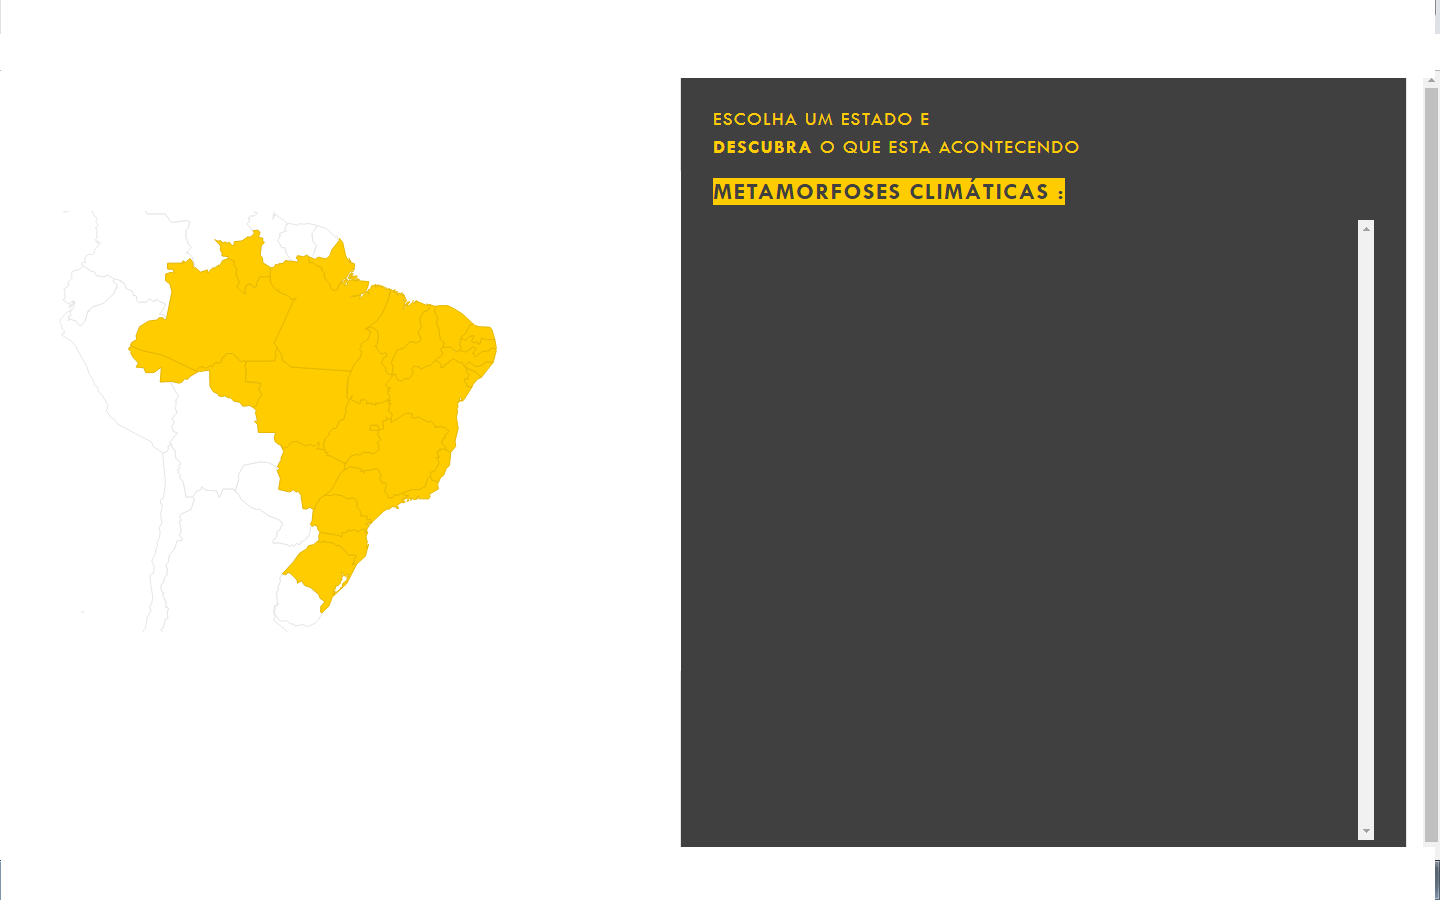 ESCOLHA UM ESTADO E
DESCUBRA O QUE ESTA ACONTECENDO
METAMORFOSES CLIMÁTICAS :